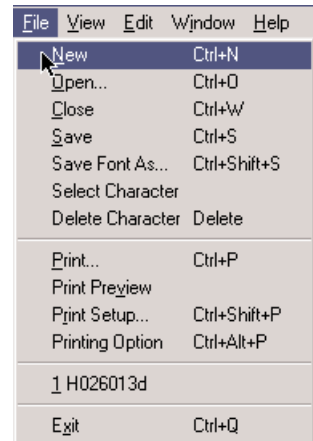 File View Edit Window Help
New Ctrl+N
Open... Ctrl+O
Close Ctrl+W
Save Ctrl+S
Save Font As... Ctrl+Shift+S
Select Character
Delete Character Delete
Print... Ctrl+P
Print Preview
Print Setup... Ctrl+Shift+P
Printing Option Ctrl+Alt+P
1 H026013d
Exit Ctrl+Q